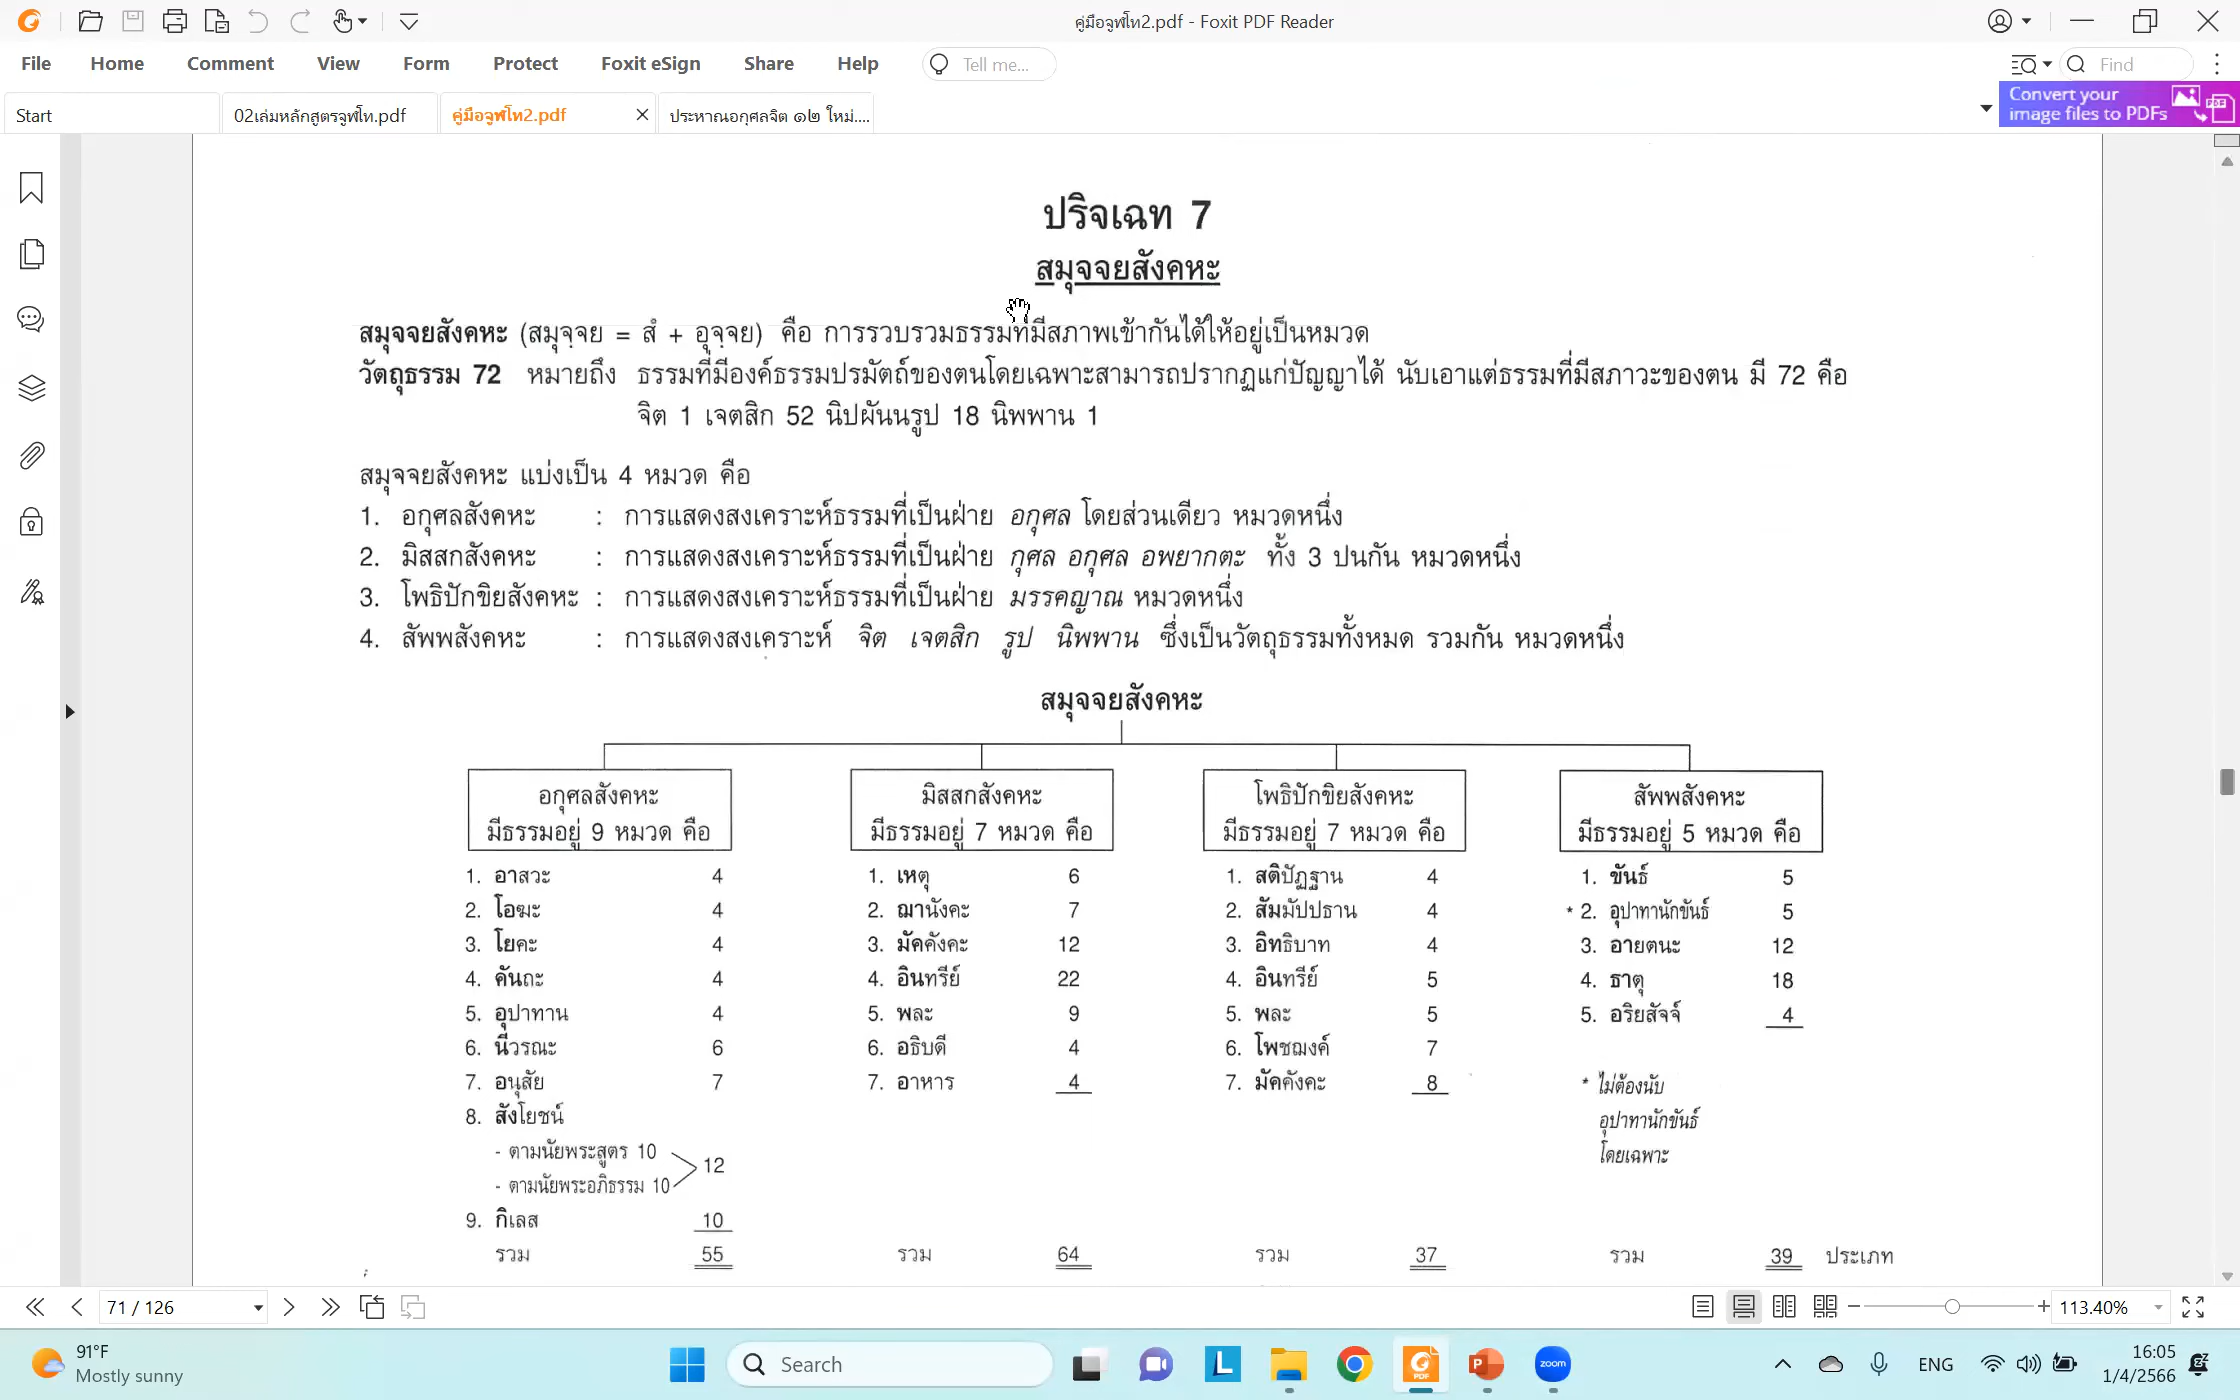 คู่มือจูฬโท2.pdf - Foxit PDF Reader
File Home Comment View Form Protect Foxit eSign Share Help Tell me... Find
Start 02เล่มหลักสูตรจูฬโท.pdf คู่มือจูฬโท2.pdf ประหาณอกุศลจิต ๑๒ ใหม่....
Convert your
image files to PDFs
ปริจเฉท 7
สมุจจยสังคหะ
สมุจจยสังคหะ (สมุจฺจย = สํ + อุจฺจย) คือ การรวบรวมธรรมที่มีสภาพเข้ากันได้ให้อยู่เป็นหมวด
วัตถุธรรม 72 หมายถึง ธรรมที่มีองค์ธรรมปรมัตถ์ของตนโดยเฉพาะสามารถปรากฏแก่ปัญญาได้ นับเอาแต่ธรรมที่มีสภาวะของตน มี 72 คือ
จิต 1 เจตสิก 52 นิปผันนรูป 18 นิพพาน 1
สมุจจยสังคหะ แบ่งเป็น 4 หมวด คือ
1. อกุศลสังคหะ : การแสดงสงเคราะห์ธรรมที่เป็นฝ่าย อกุศล โดยส่วนเดียว หมวดหนึ่ง
2. มิสสกสังคหะ : การแสดงสงเคราะห์ธรรมที่เป็นฝ่าย กุศล อกุศล อพยากตะ ทั้ง 3 ปนกัน หมวดหนึ่ง
3. โพธิปักขิยสังคหะ : การแสดงสงเคราะห์ธรรมที่เป็นฝ่าย มรรคญาณ หมวดหนึ่ง
4. สัพพสังคหะ : การแสดงสงเคราะห์ จิต เจตสิก รูป นิพพาน ซึ่งเป็นวัตถุธรรมทั้งหมด รวมกัน หมวดหนึ่ง
สมุจจยสังคหะ
อกุศลสังคหะ
มีธรรมอยู่ 9 หมวด คือ
1. อาสวะ 4
2. โอฆะ 4
3. โยคะ 4
4. คันถะ 4
5. อุปาทาน 4
6. นีวรณะ 6
7. อนุสัย 7
8. สังโยชน์
- ตามนัยพระสูตร 10
- ตามนัยพระอภิธรรม 10
12
9. กิเลส 10
รวม 55
มิสสกสังคหะ
มีธรรมอยู่ 7 หมวด คือ
1. เหตุ 6
2. ฌานังคะ 7
3. มัคคังคะ 12
4. อินทรีย์ 22
5. พละ 9
6. อธิบดี 4
7. อาหาร 4
รวม 64
โพธิปักขิยสังคหะ
มีธรรมอยู่ 7 หมวด คือ
1. สติปัฏฐาน 4
2. สัมมัปปธาน 4
3. อิทธิบาท 4
4. อินทรีย์ 5
5. พละ 5
6. โพชฌงค์ 7
7. มัคคังคะ 8
รวม 37
สัพพสังคหะ
มีธรรมอยู่ 5 หมวด คือ
1. ขันธ์ 5
* 2. อุปาทานักขันธ์ 5
3. อายตนะ 12
4. ธาตุ 18
5. อริยสัจจ์ 4
* ไม่ต้องนับ
อุปาทานักขันธ์
โดยเฉพาะ
รวม 39 ประเภท
71 / 126 113.40%
91°F
Mostly sunny
Search
zoom
ENG
16:05
1/4/2566